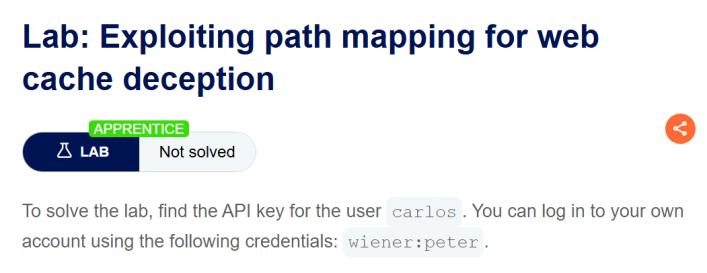 Lab: Exploiting path mapping for web
cache deception
APPRENTICE
LAB
Not solved
To solve the lab, find the API key for the user carlos. You can log in to your own
account using the following credentials: wiener:peter.